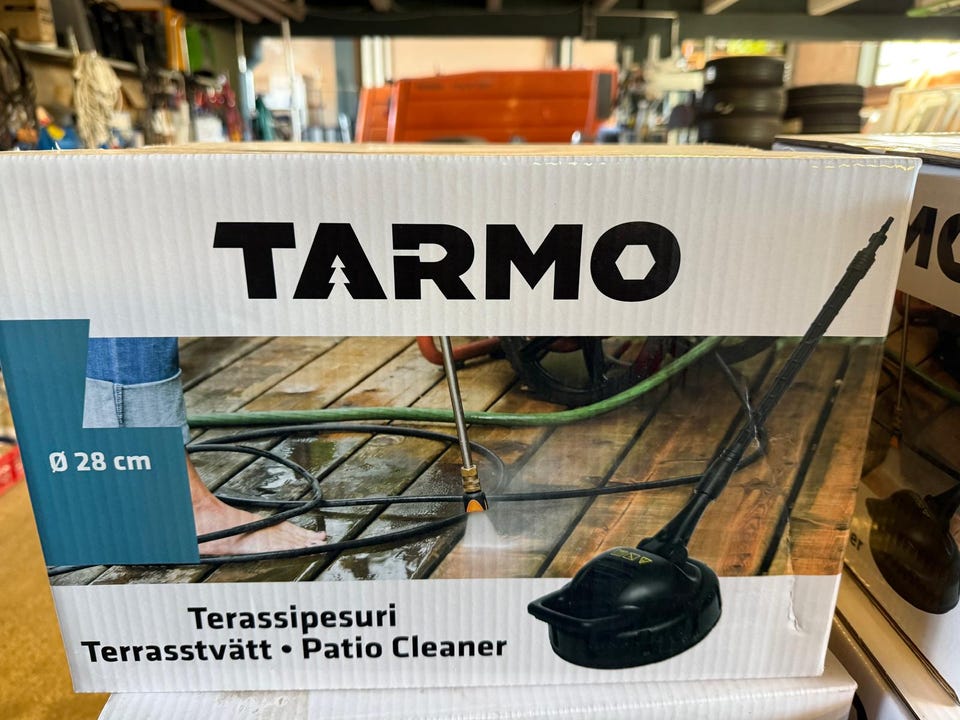 TARMO
Ø 28 cm
Terassipesuri
Terrasstvätt • Patio Cleaner